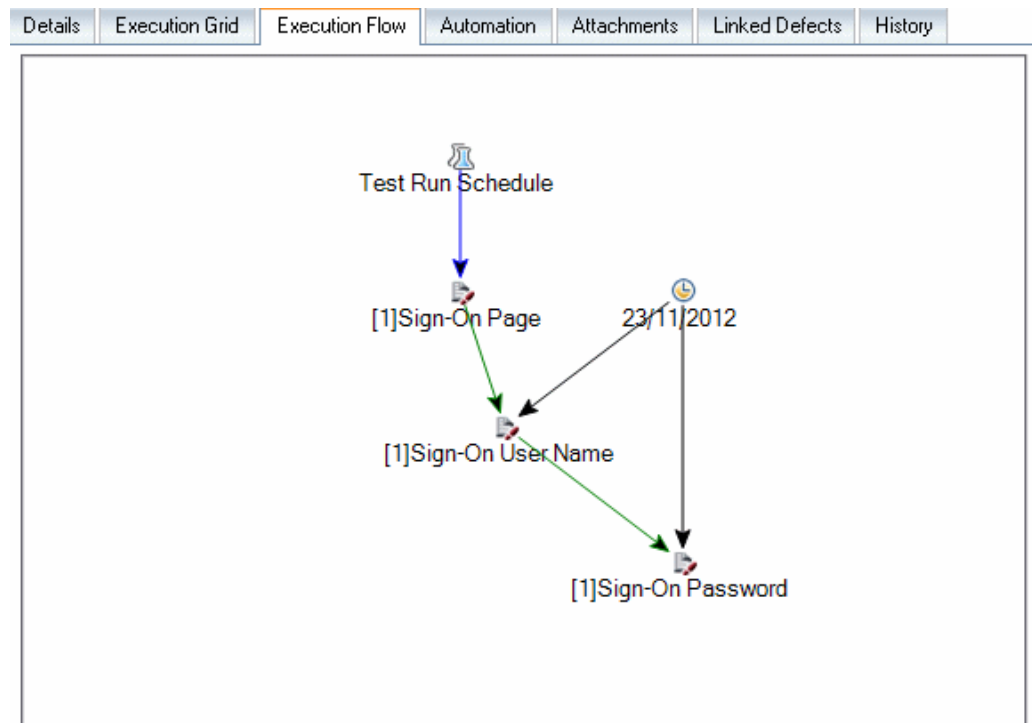 Details Execution Grid Execution Flow Automation Attachments Linked Defects History
Test Run Schedule
[1]Sign-On Page
23/11/2012
[1]Sign-On User Name
[1]Sign-On Password